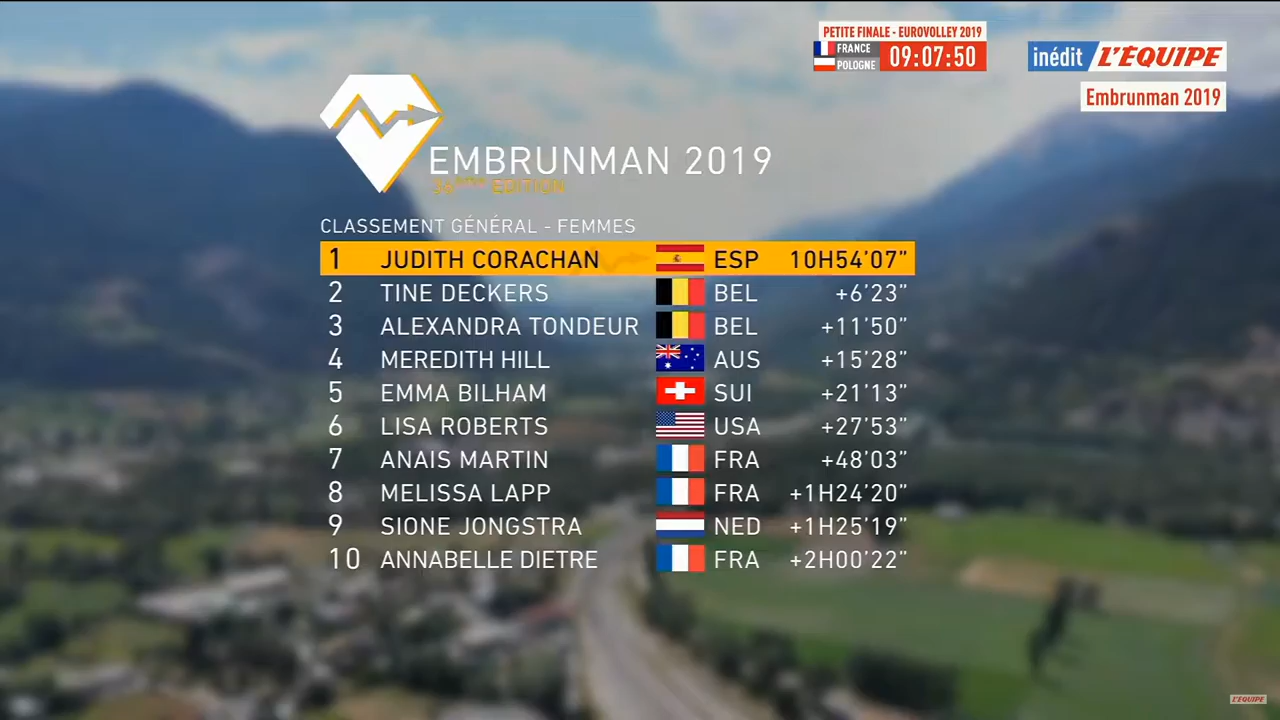 PETITE FINALE - EUROVOLLEY 2019
FRANCE
POLOGNE
09:07:50
inédit L'ÉQUIPE
Embrunman 2019
EMBRUNMAN 2019
36ÈME EDITION
CLASSEMENT GÉNÉRAL - FEMMES
1 JUDITH CORACHAN ESP 10H54'07"
2 TINE DECKERS BEL +6'23"
3 ALEXANDRA TONDEUR BEL +11'50"
4 MEREDITH HILL AUS +15'28"
5 EMMA BILHAM SUI +21'13"
6 LISA ROBERTS USA +27'53"
7 ANAIS MARTIN FRA +48'03"
8 MELISSA LAPP FRA +1H24'20"
9 SIONE JONGSTRA NED +1H25'19"
10 ANNABELLE DIETRE FRA +2H00'22"
L'ÉQUIPE